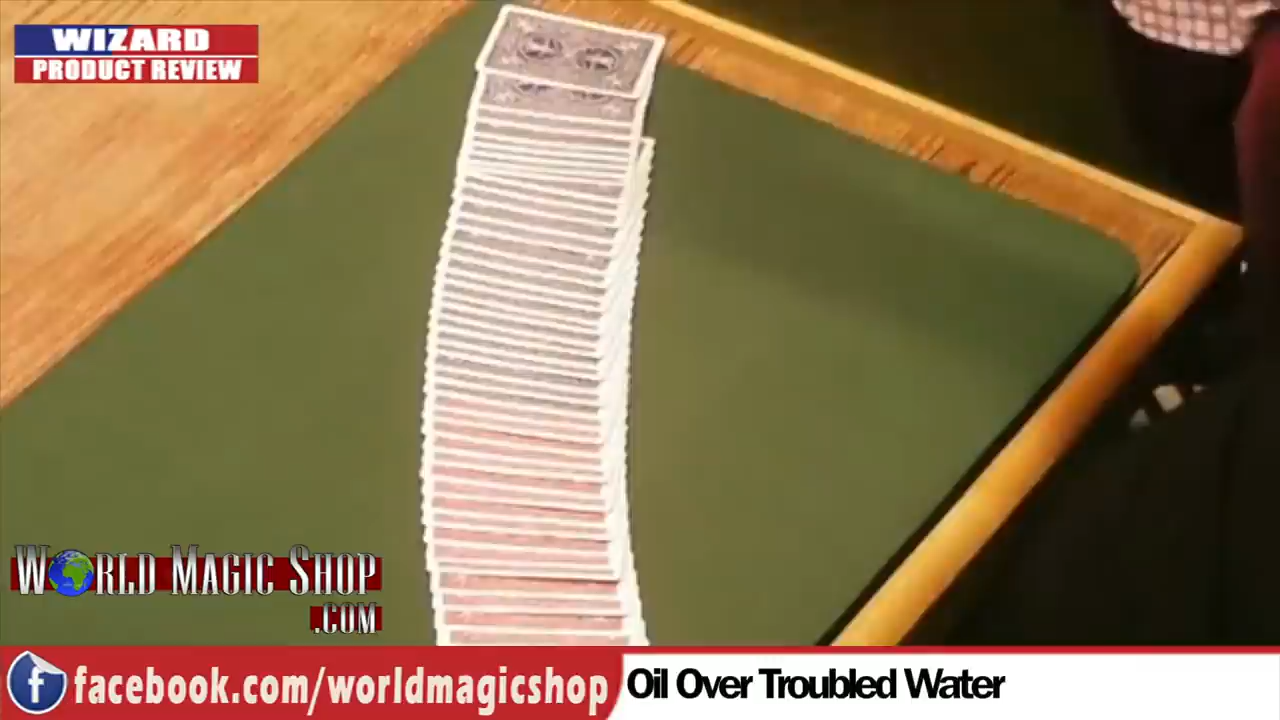 WIZARD
PRODUCT REVIEW
WORLD MAGIC SHOP
.COM
facebook.com/worldmagicshop
Oil Over Troubled Water